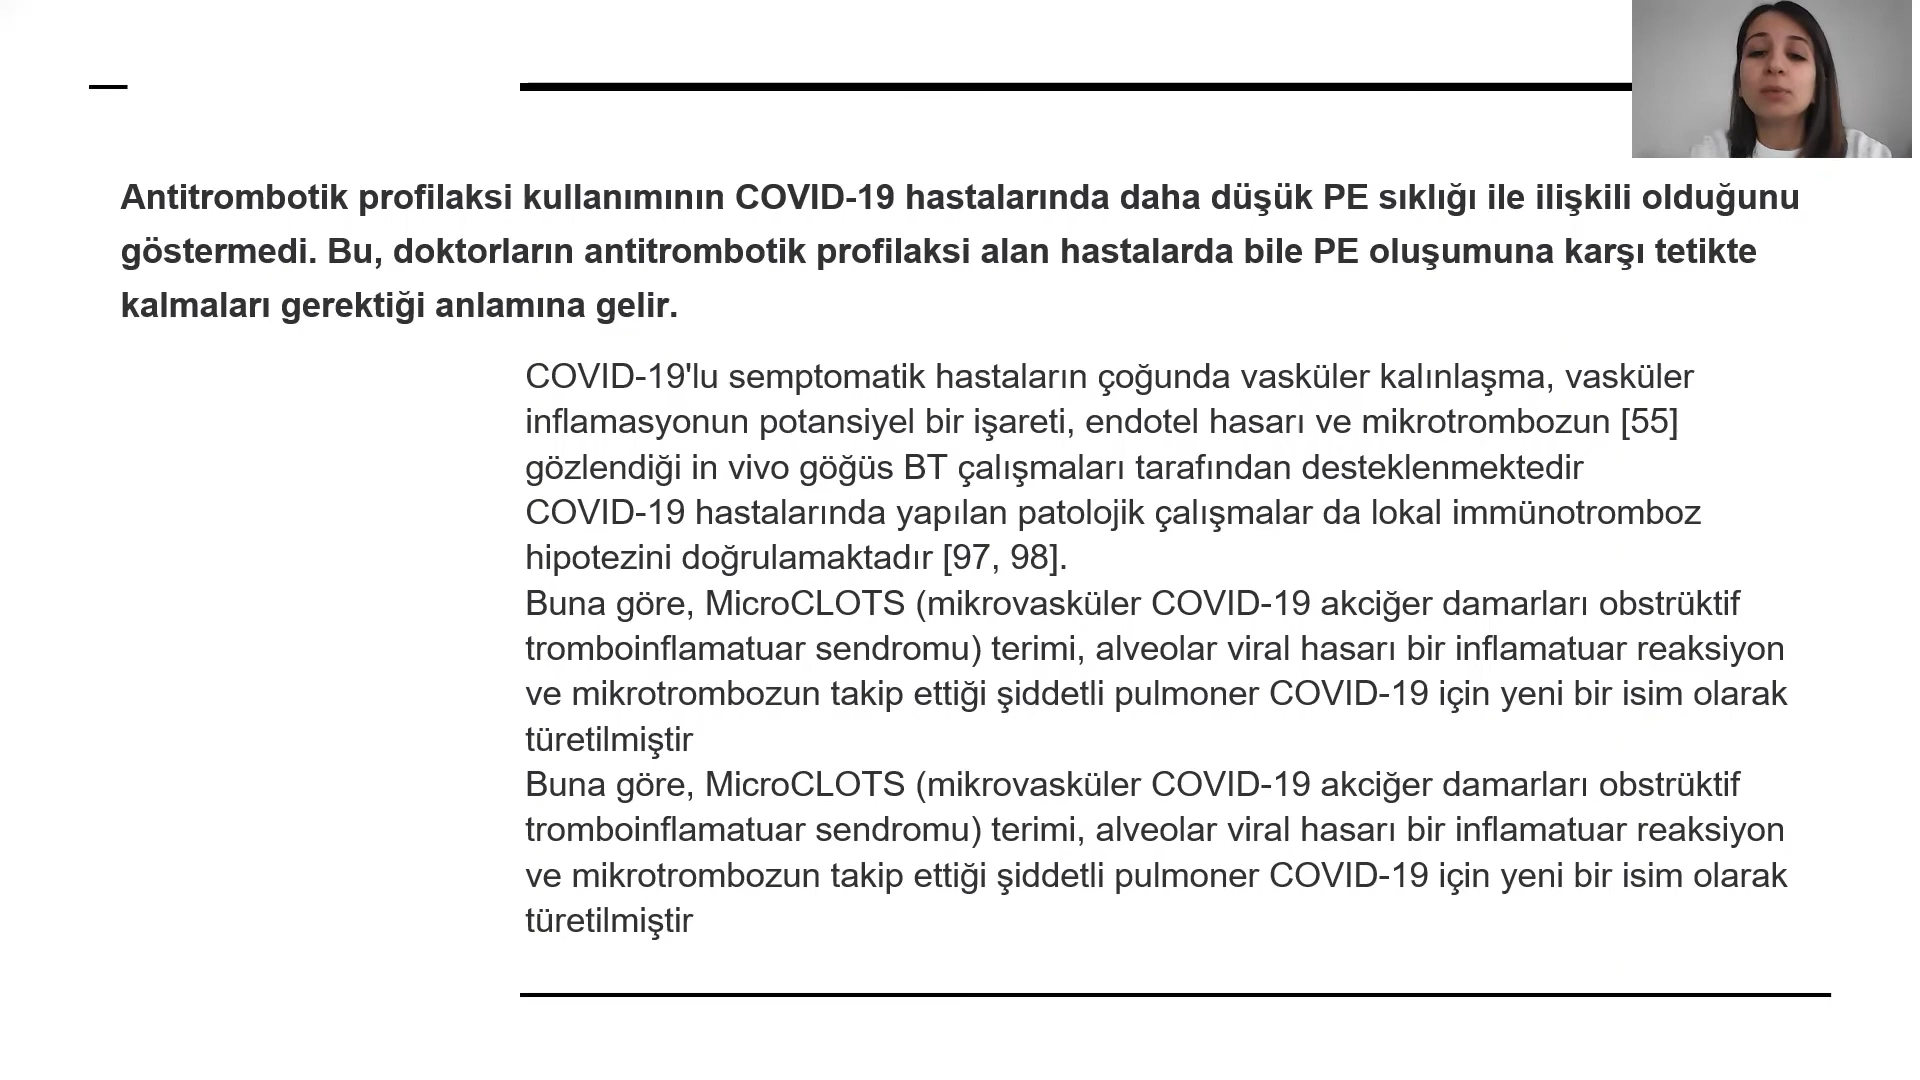 Antitrombotik profilaksi kullanımının COVID-19 hastalarında daha düşük PE sıklığı ile ilişkili olduğunu
göstermedi. Bu, doktorların antitrombotik profilaksi alan hastalarda bile PE oluşumuna karşı tetikte
kalmaları gerektiği anlamına gelir.
COVID-19'lu semptomatik hastaların çoğunda vasküler kalınlaşma, vasküler
inflamasyonun potansiyel bir işareti, endotel hasarı ve mikrotrombozun [55]
gözlendiği in vivo göğüs BT çalışmaları tarafından desteklenmektedir
COVID-19 hastalarında yapılan patolojik çalışmalar da lokal immünotromboz
hipotezini doğrulamaktadır [97, 98].
Buna göre, MicroCLOTS (mikrovasküler COVID-19 akciğer damarları obstrüktif
tromboinflamatuar sendromu) terimi, alveolar viral hasarı bir inflamatuar reaksiyon
ve mikrotrombozun takip ettiği şiddetli pulmoner COVID-19 için yeni bir isim olarak
türetilmiştir
Buna göre, MicroCLOTS (mikrovasküler COVID-19 akciğer damarları obstrüktif
tromboinflamatuar sendromu) terimi, alveolar viral hasarı bir inflamatuar reaksiyon
ve mikrotrombozun takip ettiği şiddetli pulmoner COVID-19 için yeni bir isim olarak
türetilmiştir